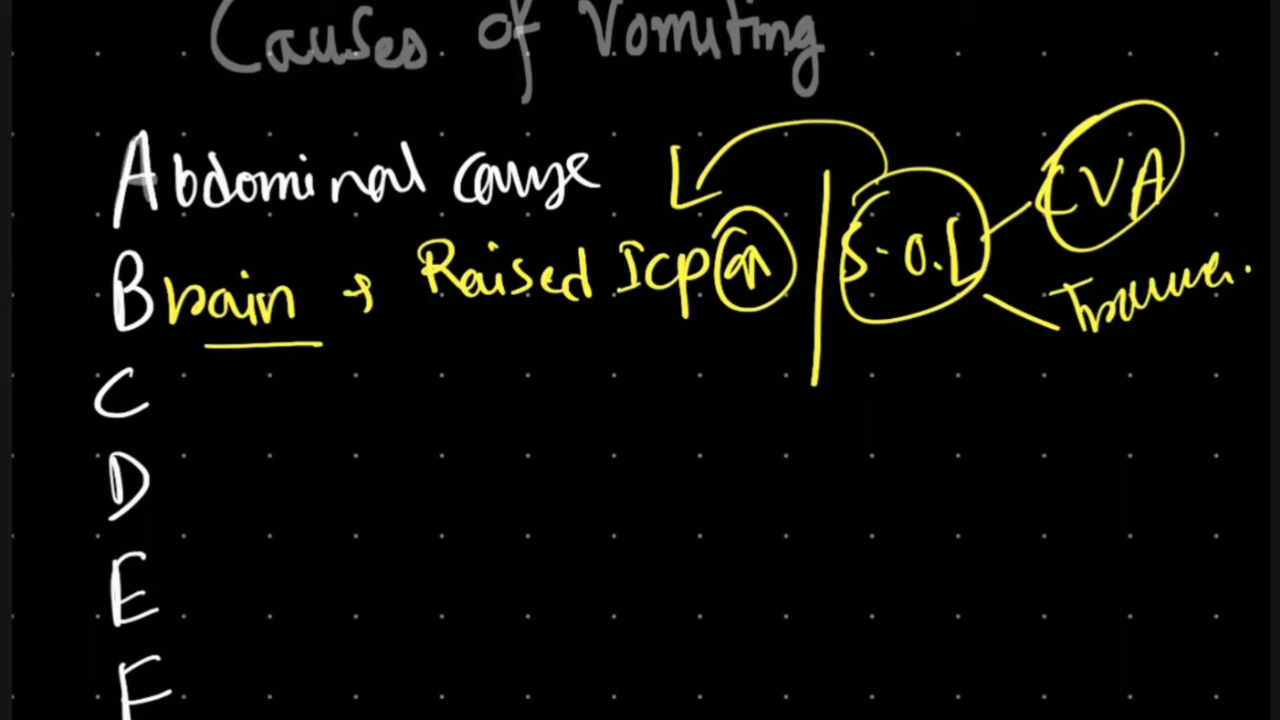 Causes of Vomiting
Abdominal cause
CVA
Brain → Raised Icp S.O.L
Trauma.
C
D
E
F